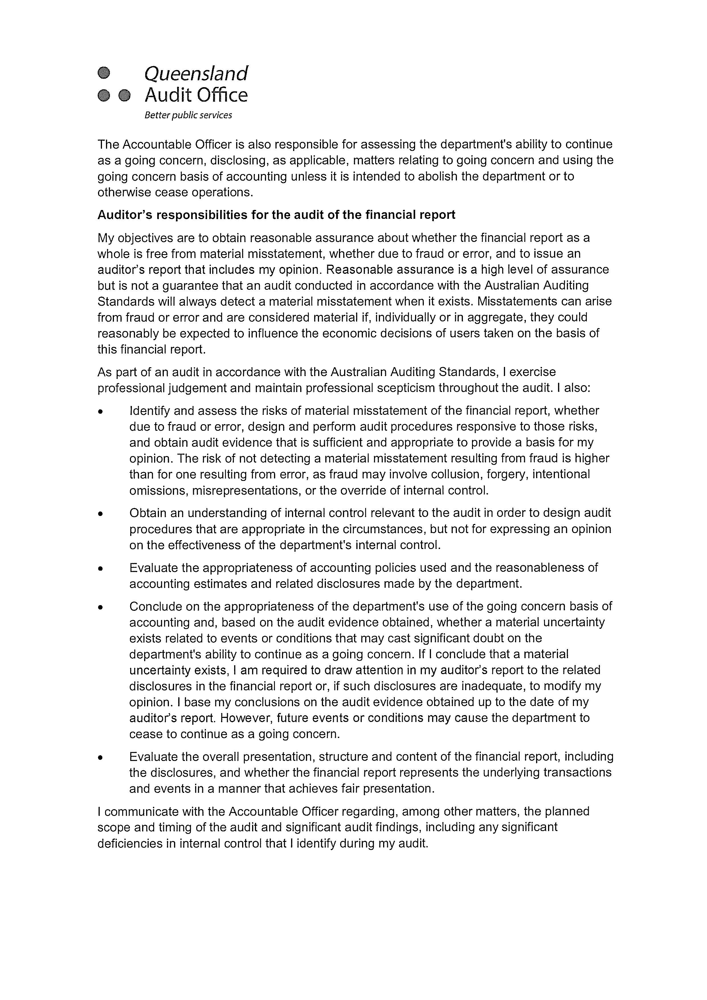 Queensland
Audit Office
Better public services
The Accountable Officer is also responsible for assessing the department's ability to continue
as a going concern, disclosing, as applicable, matters relating to going concern and using the
going concern basis of accounting unless it is intended to abolish the department or to
otherwise cease operations.
Auditor's responsibilities for the audit of the financial report
My objectives are to obtain reasonable assurance about whether the financial report as a
whole is free from material misstatement, whether due to fraud or error, and to issue an
auditor's report that includes my opinion. Reasonable assurance is a high level of assurance
but is not a guarantee that an audit conducted in accordance with the Australian Auditing
Standards will always detect a material misstatement when it exists. Misstatements can arise
from fraud or error and are considered material if, individually or in aggregate, they could
reasonably be expected to influence the economic decisions of users taken on the basis of
this financial report.
As part of an audit in accordance with the Australian Auditing Standards, I exercise
professional judgement and maintain professional scepticism throughout the audit. I also:
• Identify and assess the risks of material misstatement of the financial report, whether
due to fraud or error, design and perform audit procedures responsive to those risks,
and obtain audit evidence that is sufficient and appropriate to provide a basis for my
opinion. The risk of not detecting a material misstatement resulting from fraud is higher
than for one resulting from error, as fraud may involve collusion, forgery, intentional
omissions, misrepresentations, or the override of internal control.
• Obtain an understanding of internal control relevant to the audit in order to design audit
procedures that are appropriate in the circumstances, but not for expressing an opinion
on the effectiveness of the department's internal control.
• Evaluate the appropriateness of accounting policies used and the reasonableness of
accounting estimates and related disclosures made by the department.
• Conclude on the appropriateness of the department's use of the going concern basis of
accounting and, based on the audit evidence obtained, whether a material uncertainty
exists related to events or conditions that may cast significant doubt on the
department's ability to continue as a going concern. If I conclude that a material
uncertainty exists, I am required to draw attention in my auditor's report to the related
disclosures in the financial report or, if such disclosures are inadequate, to modify my
opinion. I base my conclusions on the audit evidence obtained up to the date of my
auditor's report. However, future events or conditions may cause the department to
cease to continue as a going concern.
• Evaluate the overall presentation, structure and content of the financial report, including
the disclosures, and whether the financial report represents the underlying transactions
and events in a manner that achieves fair presentation.
I communicate with the Accountable Officer regarding, among other matters, the planned
scope and timing of the audit and significant audit findings, including any significant
deficiencies in internal control that I identify during my audit.